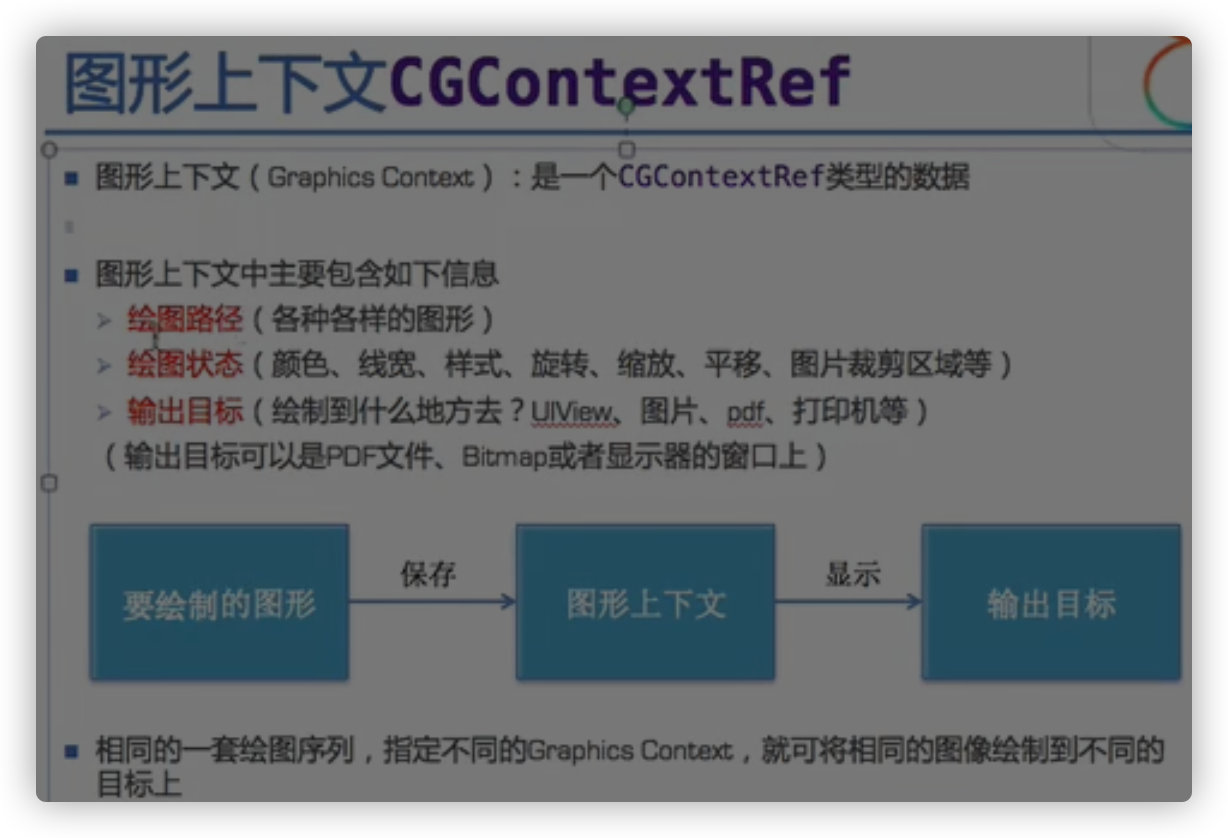 图形上下文CGContextRef
图形上下文（Graphics Context）：是一个CGContextRef类型的数据
图形上下文中主要包含如下信息
绘图路径（各种各样的图形）
绘图状态（颜色、线宽、样式、旋转、缩放、平移、图片裁剪区域等）
输出目标（绘制到什么地方去？UIView、图片、pdf、打印机等）
（输出目标可以是PDF文件、Bitmap或者显示器的窗口上）
要绘制的图形
保存
图形上下文
显示
输出目标
相同的一套绘图序列，指定不同的Graphics Context，就可将相同的图像绘制到不同的
目标上